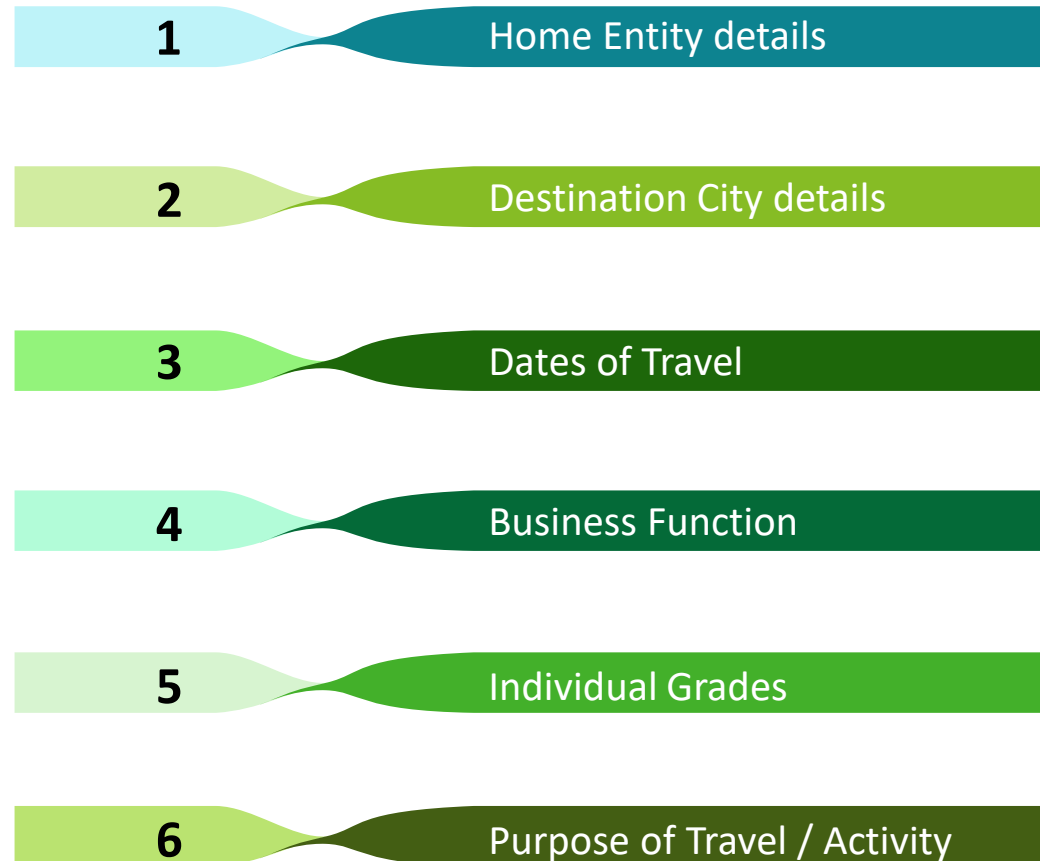 1 Home Entity details
2 Destination City details
3 Dates of Travel
4 Business Function
5 Individual Grades
6 Purpose of Travel / Activity